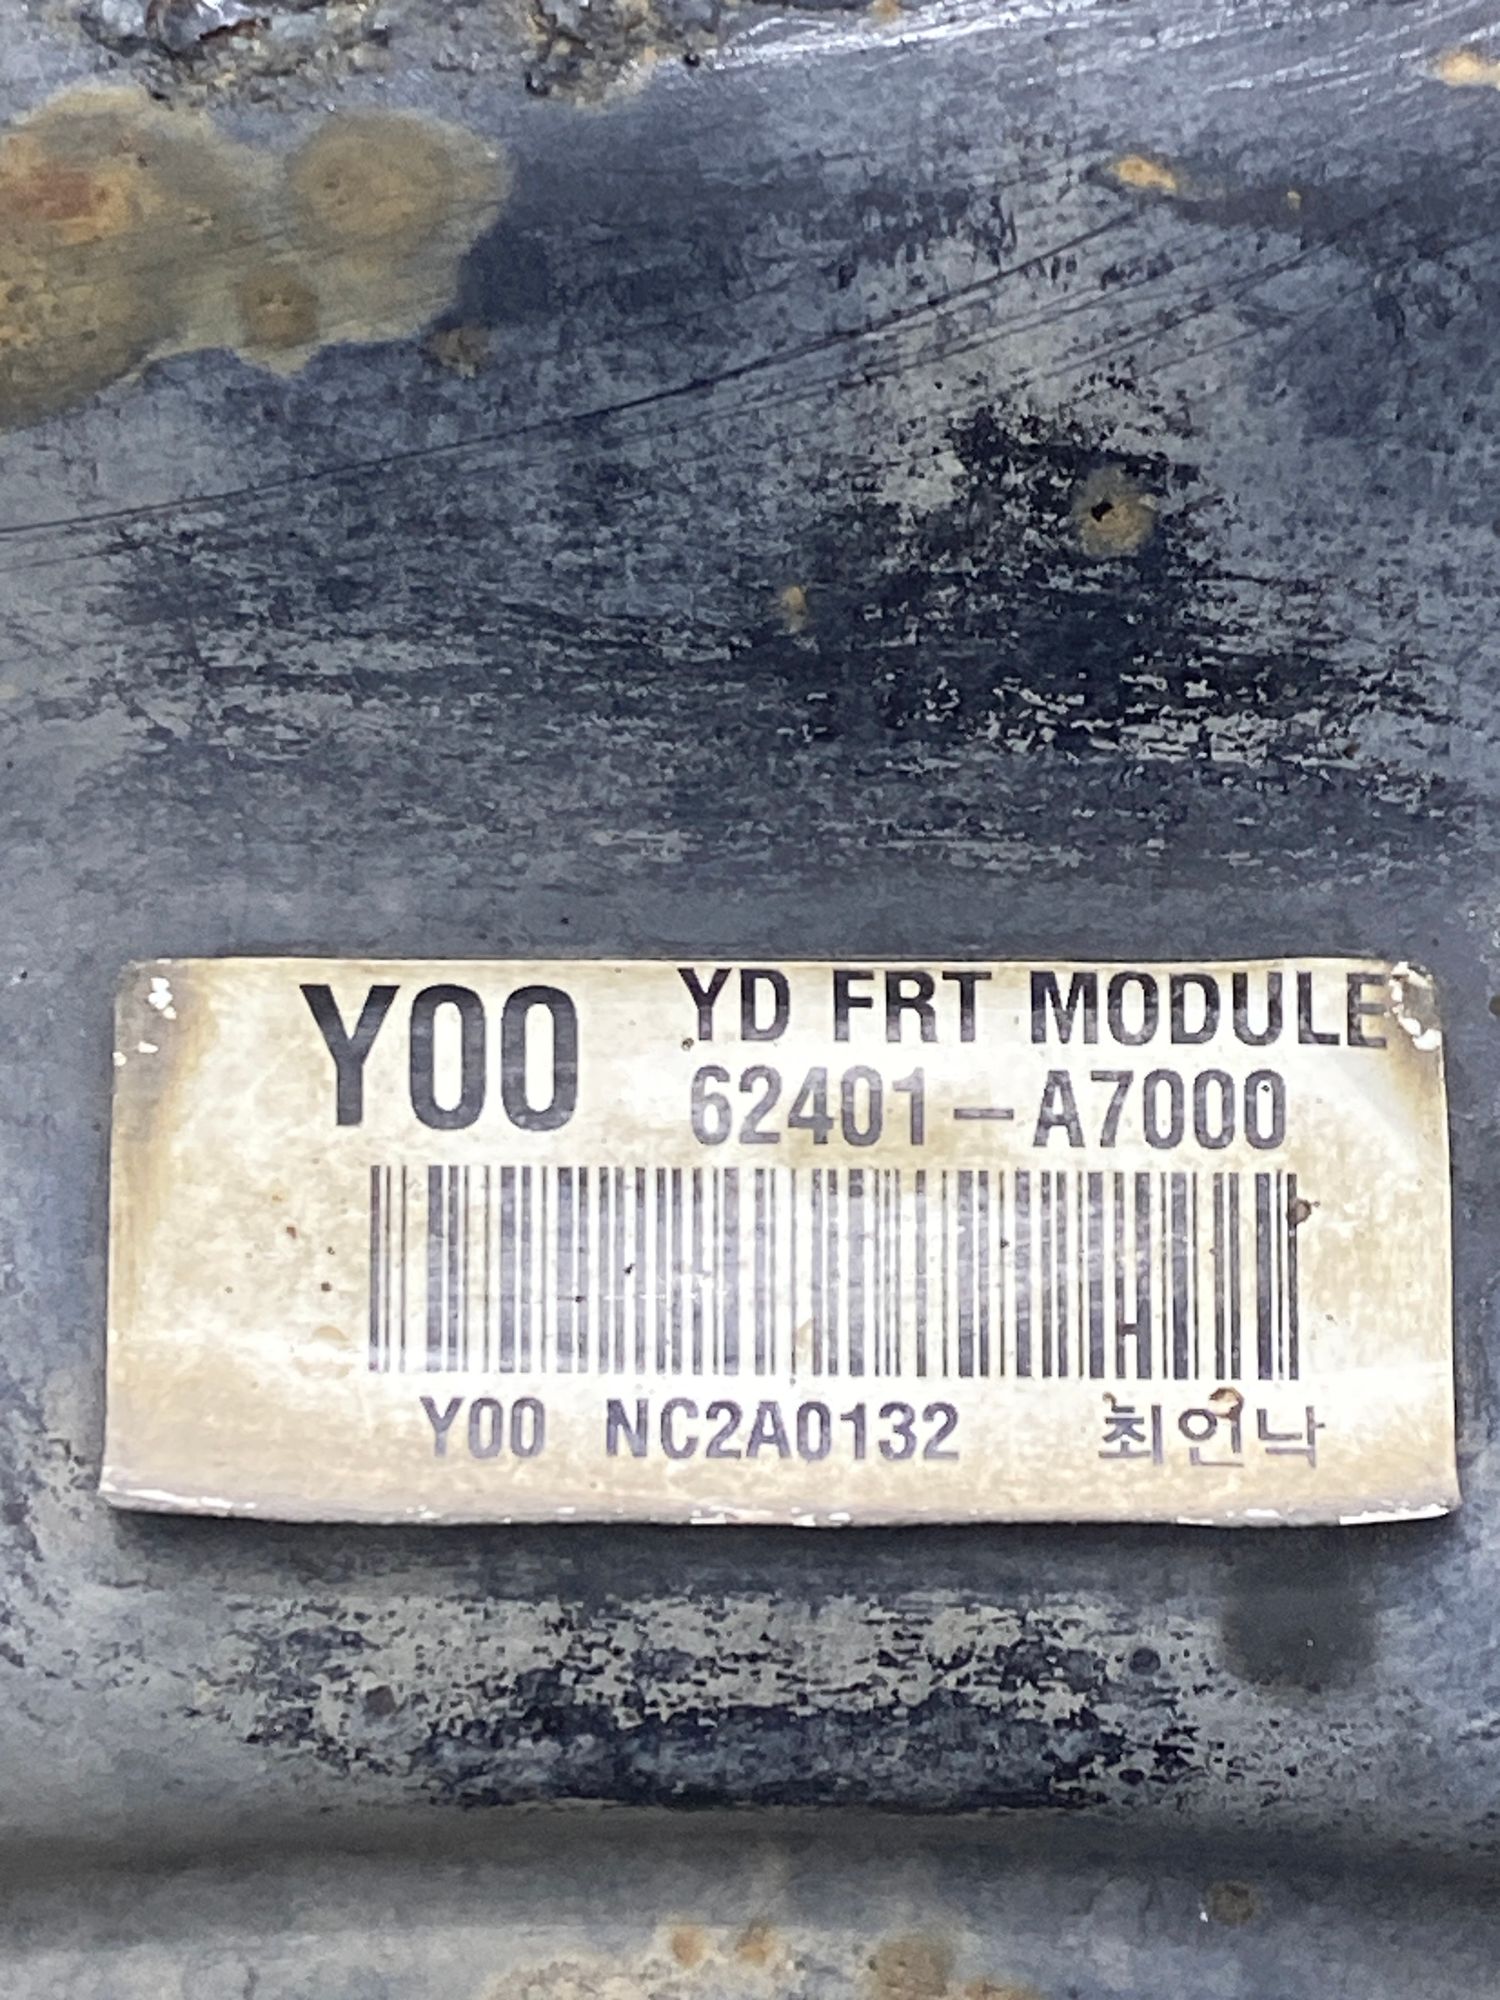 Y00 YD FRT MODULE
62401-A7000
Y00 NC2A0132 최언낙